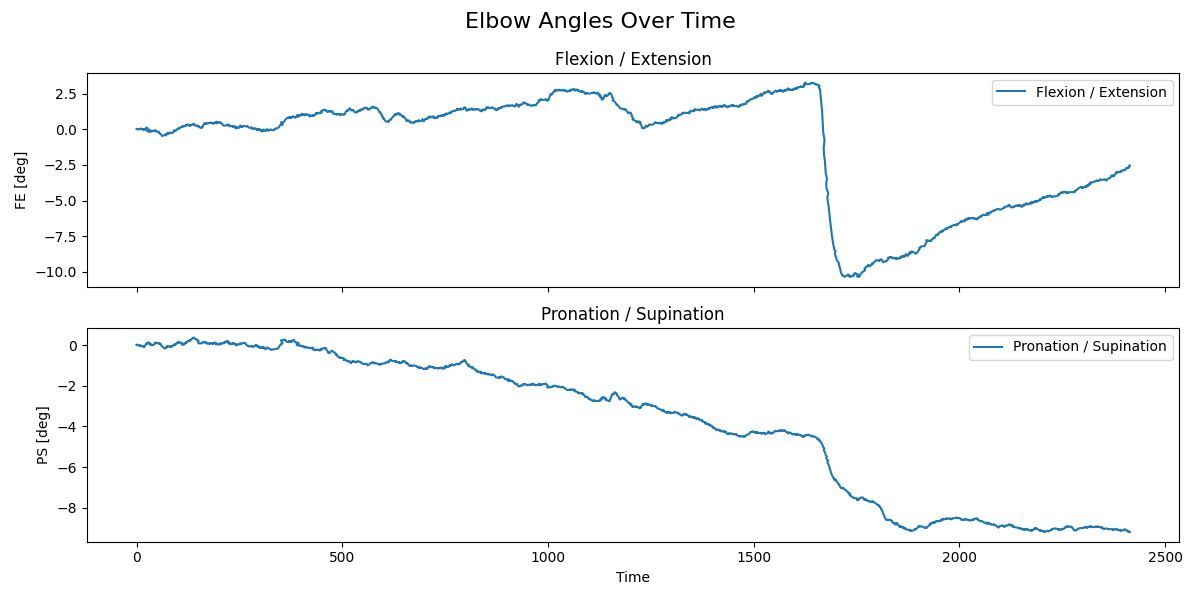 Elbow Angles Over Time
Flexion / Extension
Flexion / Extension
FE [deg]
2.5
0.0
−2.5
−5.0
−7.5
−10.0
Pronation / Supination
Pronation / Supination
PS [deg]
0
−2
−4
−6
−8
0 500 1000 1500 2000 2500
Time